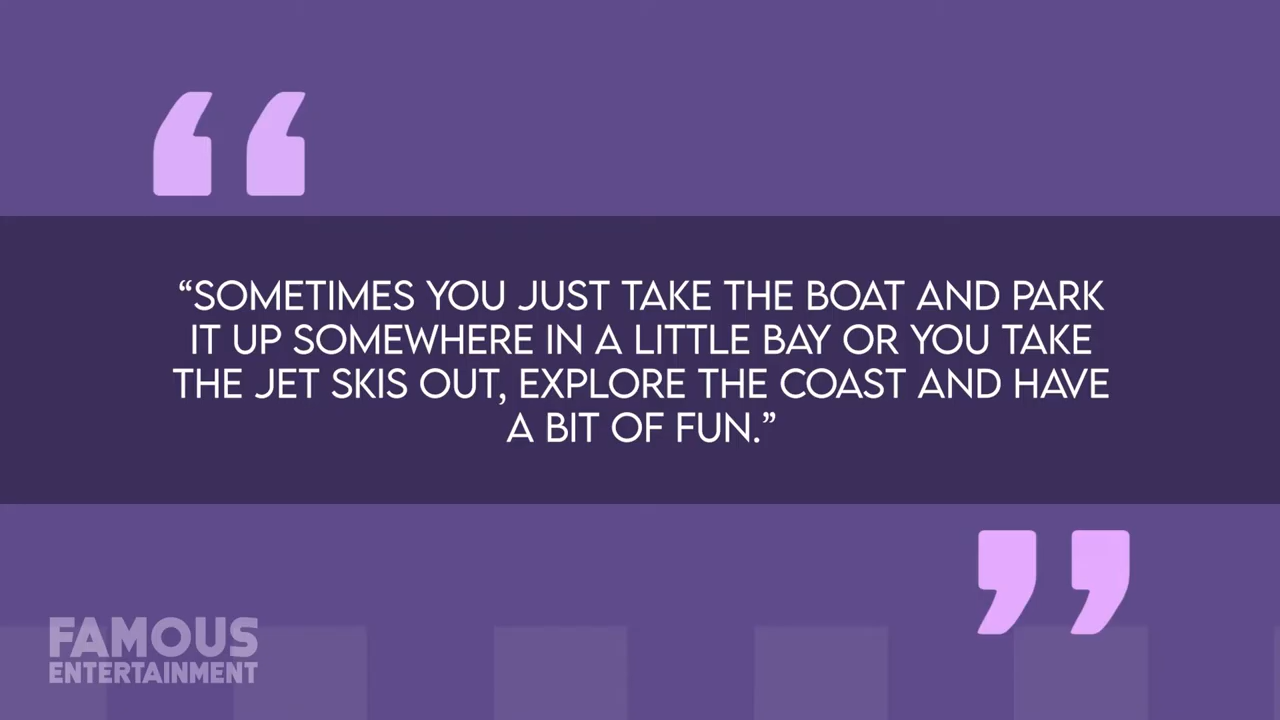 “SOMETIMES YOU JUST TAKE THE BOAT AND PARK
IT UP SOMEWHERE IN A LITTLE BAY OR YOU TAKE
THE JET SKIS OUT, EXPLORE THE COAST AND HAVE
A BIT OF FUN.”
FAMOUS
ENTERTAINMENT